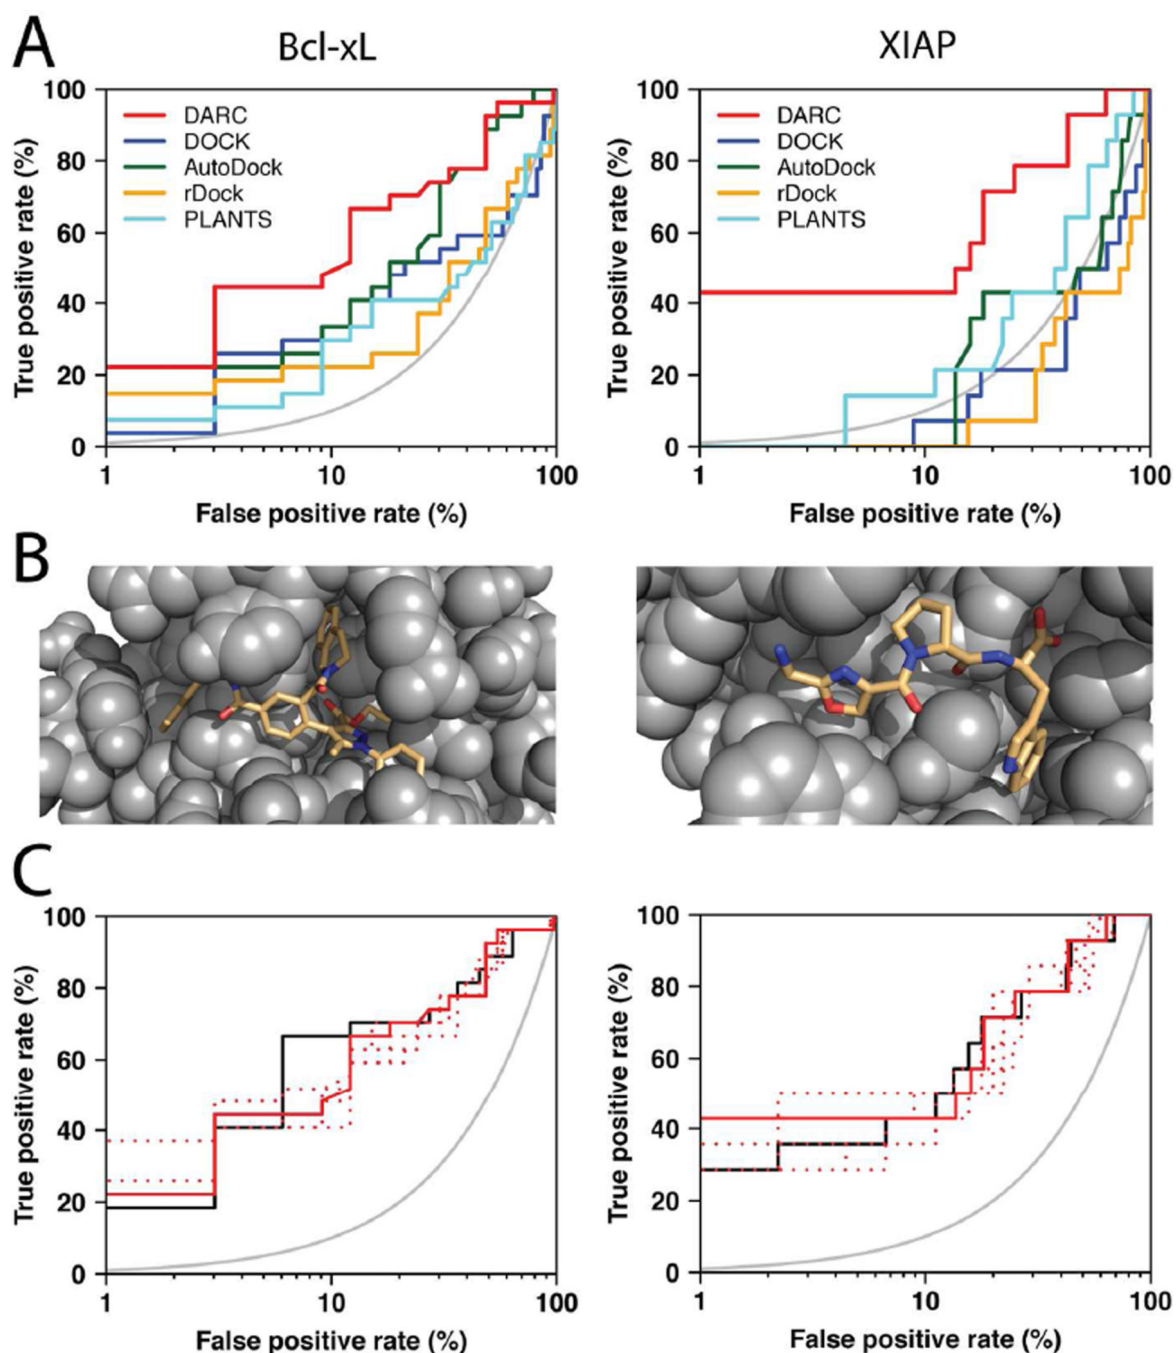 A
Bcl-xL
XIAP
100
80
60
40
20
0
True positive rate (%)
DARC
DOCK
AutoDock
rDock
PLANTS
1
10
100
False positive rate (%)
100
80
60
40
20
0
True positive rate (%)
DARC
DOCK
AutoDock
rDock
PLANTS
1
10
100
False positive rate (%)
B
C
100
80
60
40
20
0
True positive rate (%)
1
10
100
False positive rate (%)
100
80
60
40
20
0
True positive rate (%)
1
10
100
False positive rate (%)